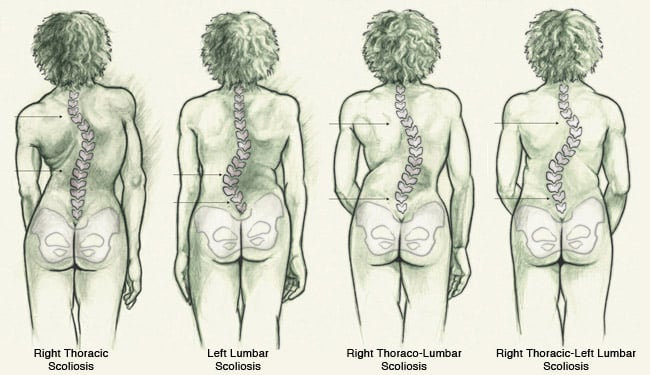 Right Thoracic
Scoliosis
Left Lumbar
Scoliosis
Right Thoraco-Lumbar
Scoliosis
Right Thoracic-Left Lumbar
Scoliosis